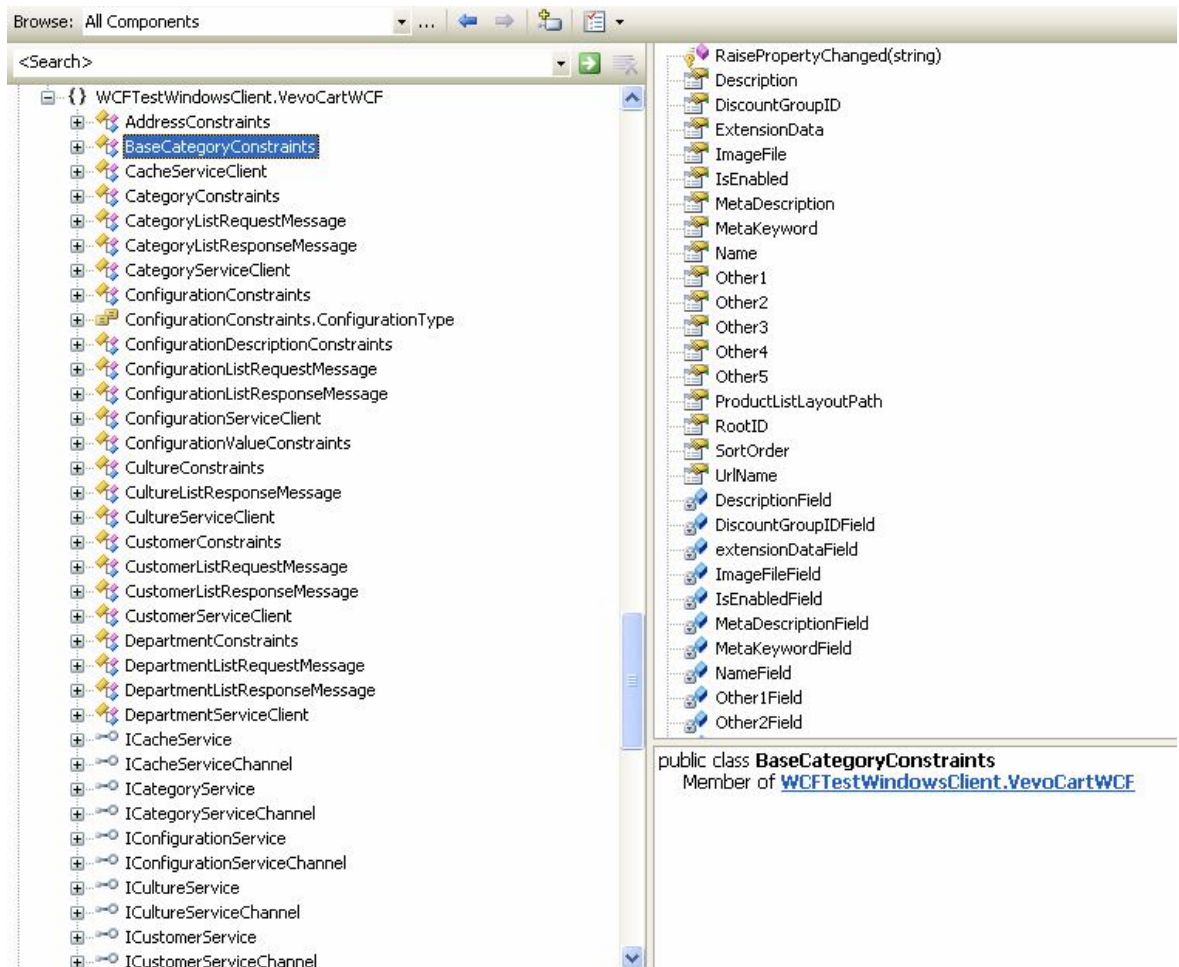 Browse: All Components ...
<Search>
{} WCFTestWindowsClient.VevoCartWCF
AddressConstraints
BaseCategoryConstraints
CacheServiceClient
CategoryConstraints
CategoryListRequestMessage
CategoryListResponseMessage
CategoryServiceClient
ConfigurationConstraints
ConfigurationConstraints.ConfigurationType
ConfigurationDescriptionConstraints
ConfigurationListRequestMessage
ConfigurationListResponseMessage
ConfigurationServiceClient
ConfigurationValueConstraints
CultureConstraints
CultureListResponseMessage
CultureServiceClient
CustomerConstraints
CustomerListRequestMessage
CustomerListResponseMessage
CustomerServiceClient
DepartmentConstraints
DepartmentListRequestMessage
DepartmentListResponseMessage
DepartmentServiceClient
ICacheService
ICacheServiceChannel
ICategoryService
ICategoryServiceChannel
IConfigurationService
IConfigurationServiceChannel
ICultureService
ICultureServiceChannel
ICustomerService
ICustomerServiceChannel
RaisePropertyChanged(string)
Description
DiscountGroupID
ExtensionData
ImageFile
IsEnabled
MetaDescription
MetaKeyword
Name
Other1
Other2
Other3
Other4
Other5
ProductListLayoutPath
RootID
SortOrder
UrlName
DescriptionField
DiscountGroupIDField
extensionDataField
ImageFileField
IsEnabledField
MetaDescriptionField
MetaKeywordField
NameField
Other1Field
Other2Field
public class BaseCategoryConstraints
Member of WCFTestWindowsClient.VevoCartWCF